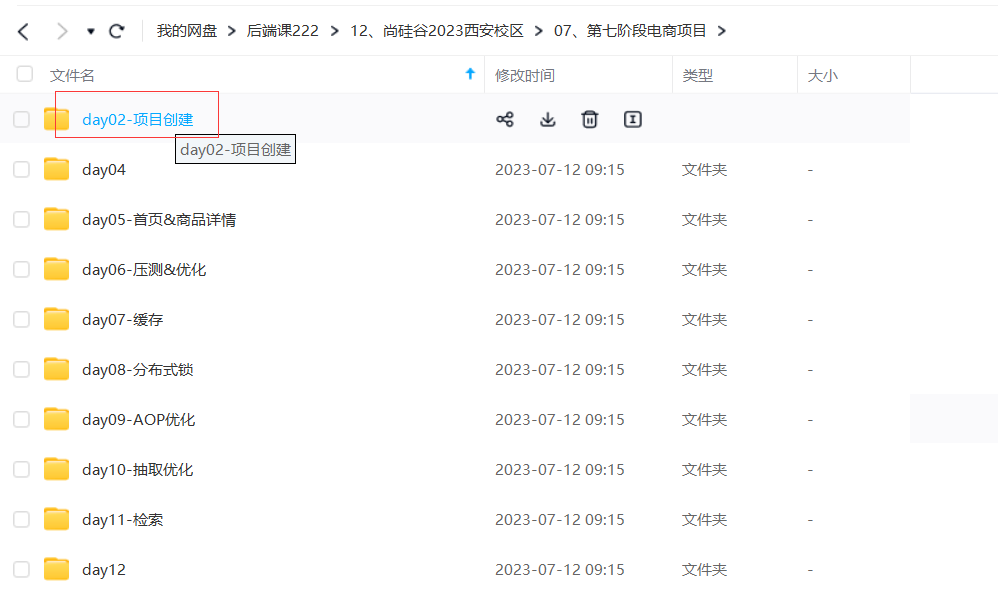 我的网盘 > 后端课222 > 12、尚硅谷2023西安校区 > 07、第七阶段电商项目 >
文件名 修改时间 类型 大小
day02-项目创建
day02-项目创建
day04 2023-07-12 09:15 文件夹 -
day05-首页&商品详情 2023-07-12 09:15 文件夹 -
day06-压测&优化 2023-07-12 09:15 文件夹 -
day07-缓存 2023-07-12 09:15 文件夹 -
day08-分布式锁 2023-07-12 09:15 文件夹 -
day09-AOP优化 2023-07-12 09:15 文件夹 -
day10-抽取优化 2023-07-12 09:15 文件夹 -
day11-检索 2023-07-12 09:15 文件夹 -
day12 2023-07-12 09:15 文件夹 -